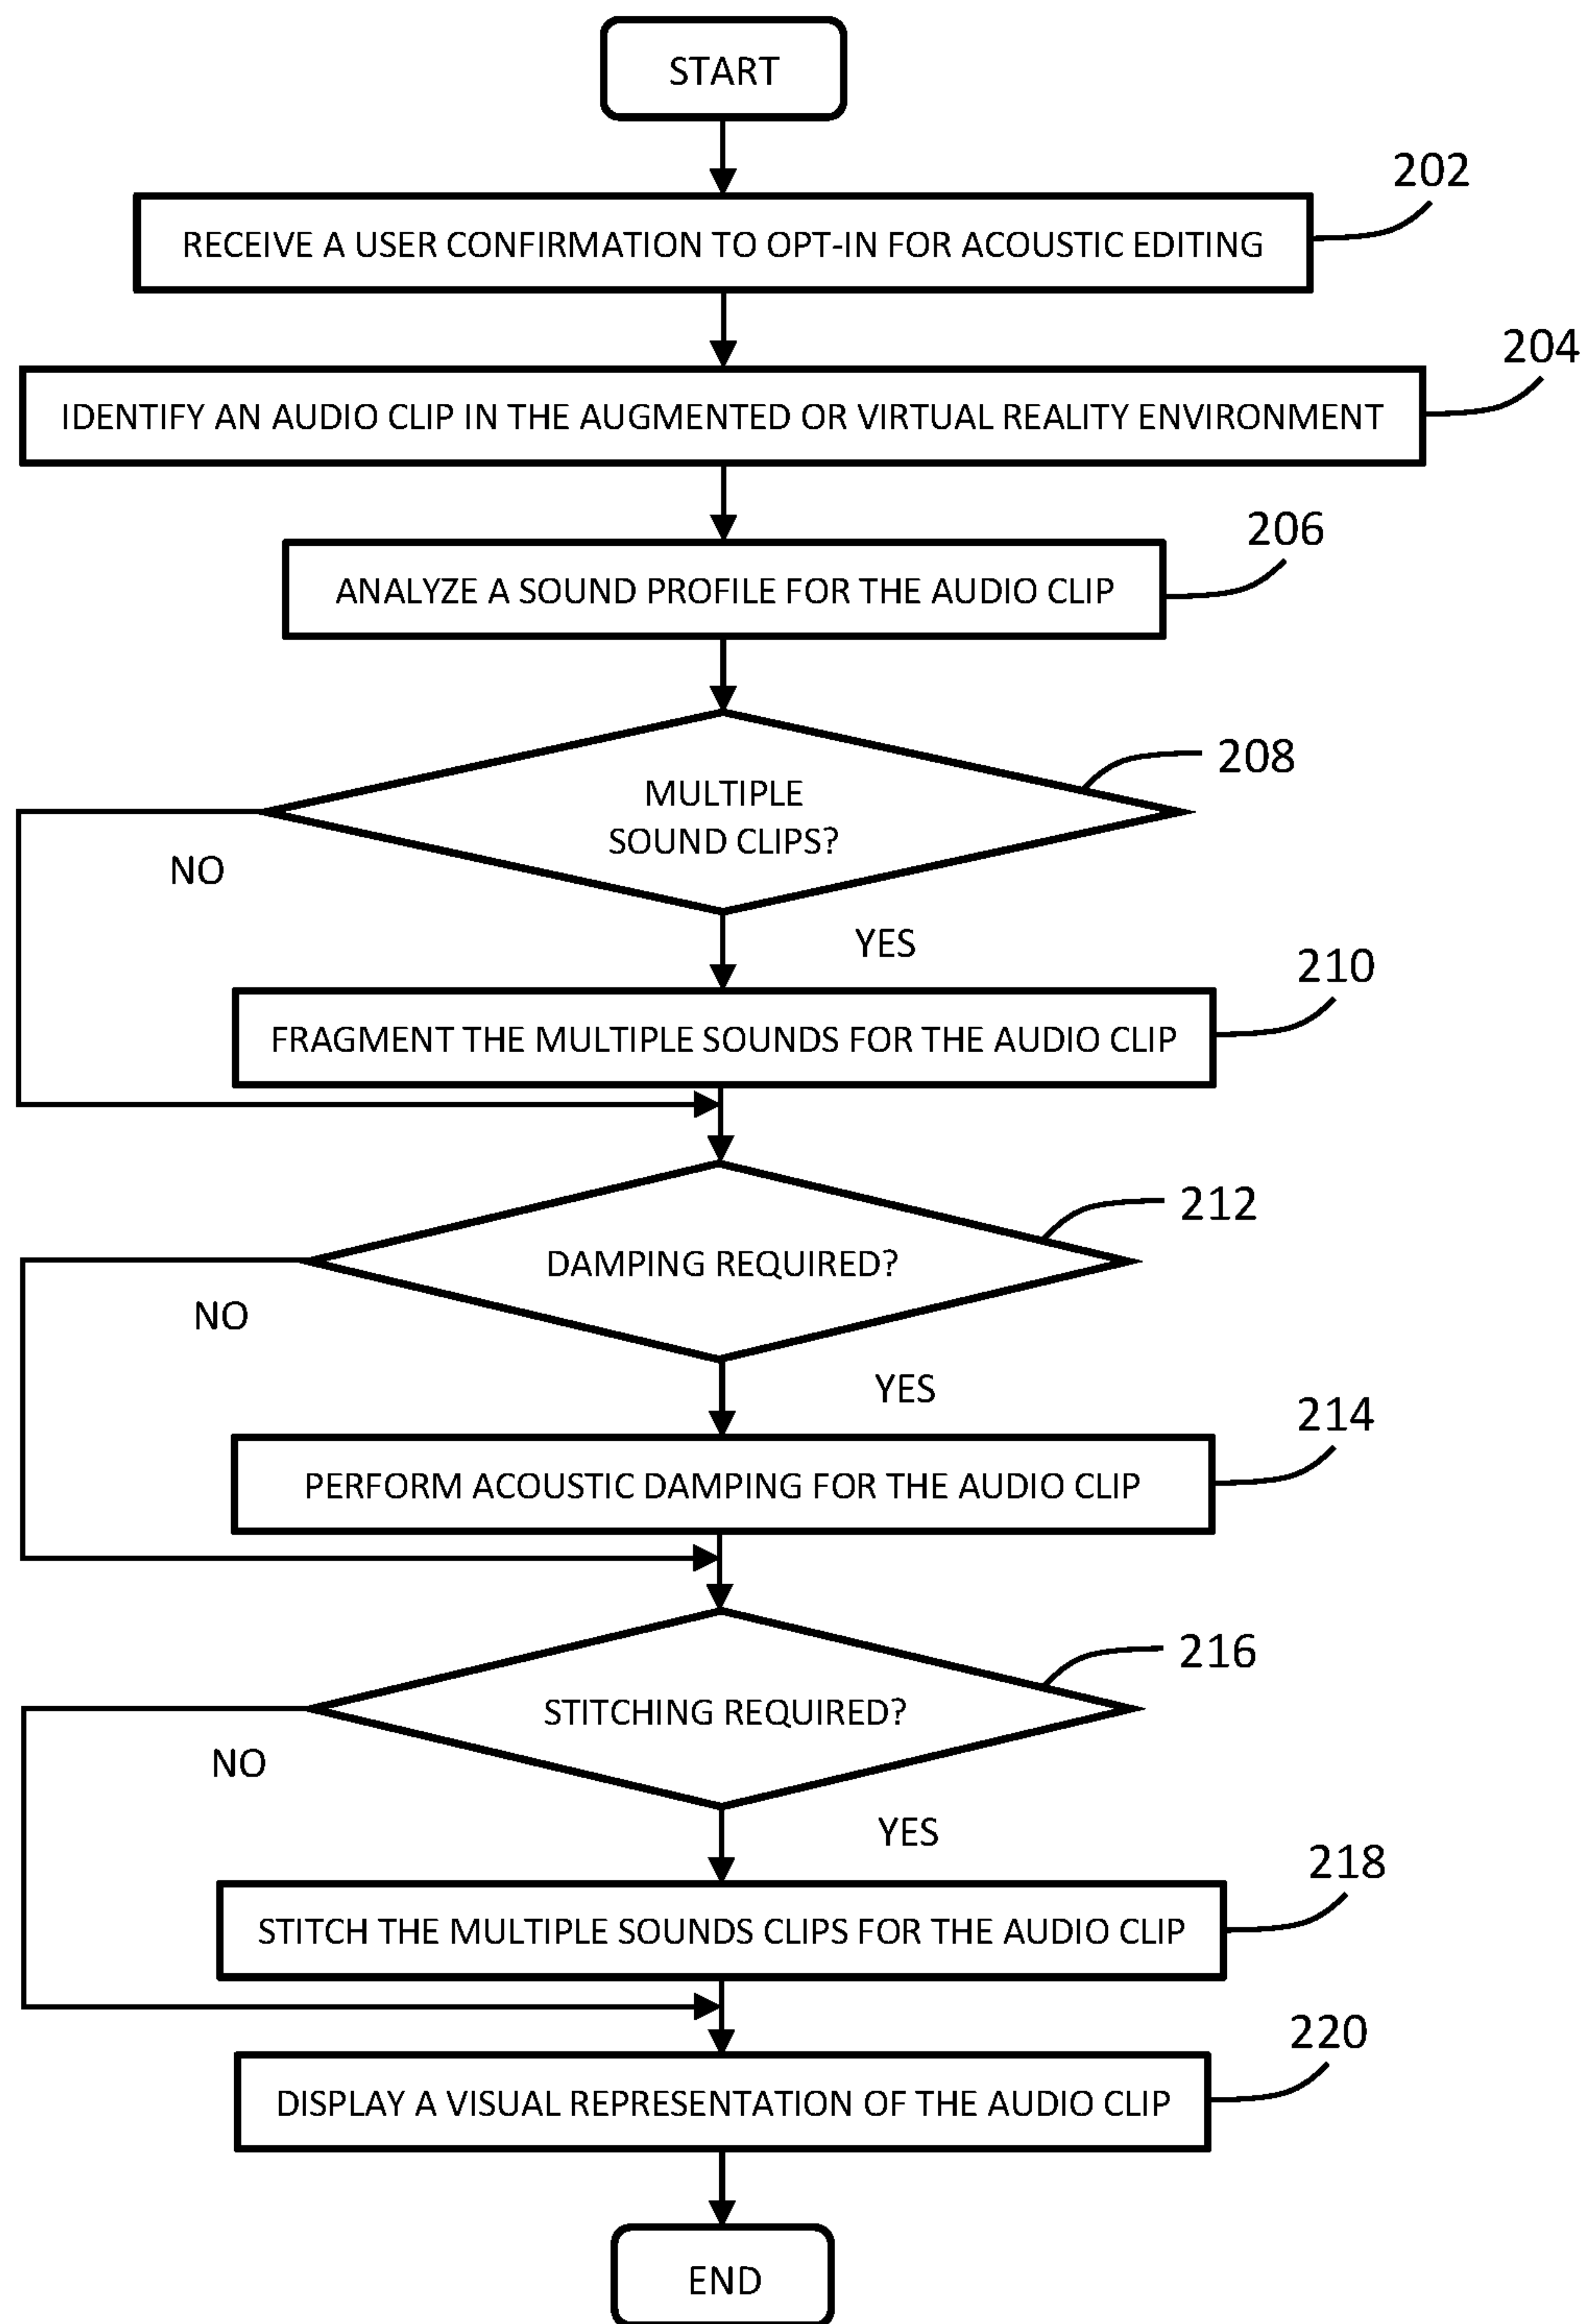 START
202
RECEIVE A USER CONFIRMATION TO OPT-IN FOR ACOUSTIC EDITING
204
IDENTIFY AN AUDIO CLIP IN THE AUGMENTED OR VIRTUAL REALITY ENVIRONMENT
206
ANALYZE A SOUND PROFILE FOR THE AUDIO CLIP
208
MULTIPLE
SOUND CLIPS?
NO
YES
210
FRAGMENT THE MULTIPLE SOUNDS FOR THE AUDIO CLIP
212
DAMPING REQUIRED?
NO
YES
214
PERFORM ACOUSTIC DAMPING FOR THE AUDIO CLIP
216
STITCHING REQUIRED?
NO
YES
218
STITCH THE MULTIPLE SOUNDS CLIPS FOR THE AUDIO CLIP
220
DISPLAY A VISUAL REPRESENTATION OF THE AUDIO CLIP
END